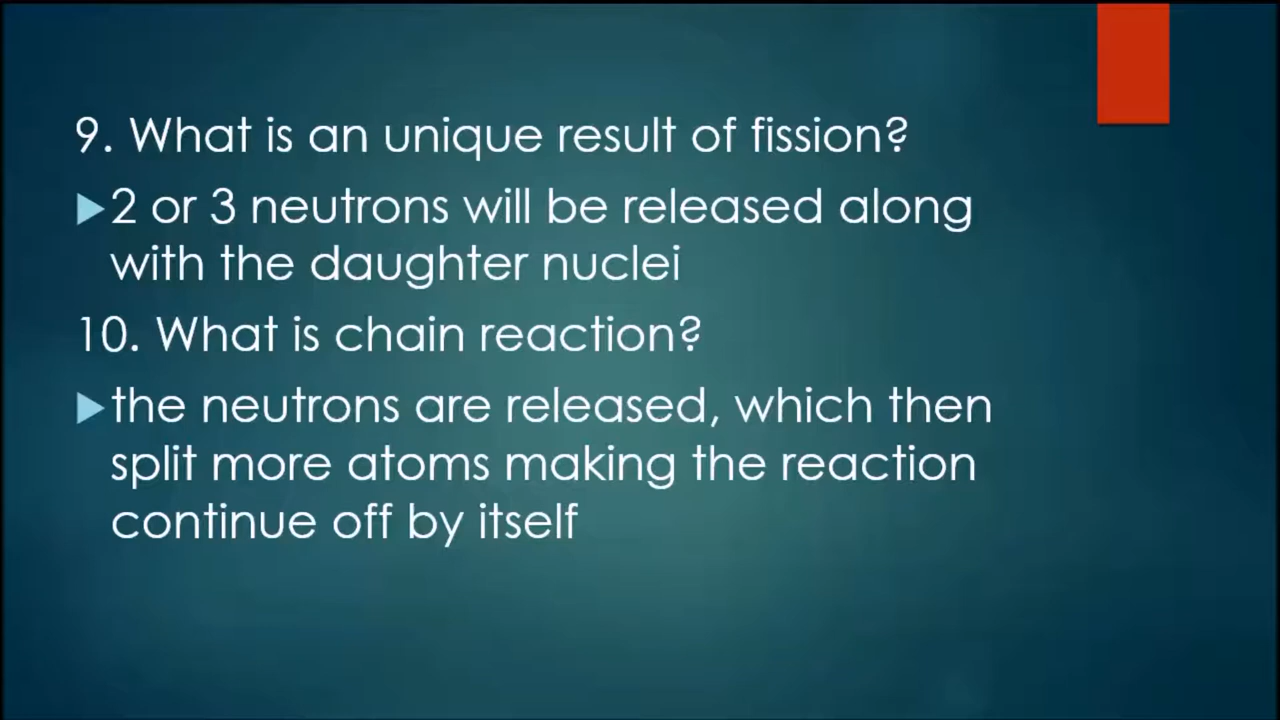 9. What is an unique result of fission?
2 or 3 neutrons will be released along
with the daughter nuclei
10. What is chain reaction?
the neutrons are released, which then
split more atoms making the reaction
continue off by itself